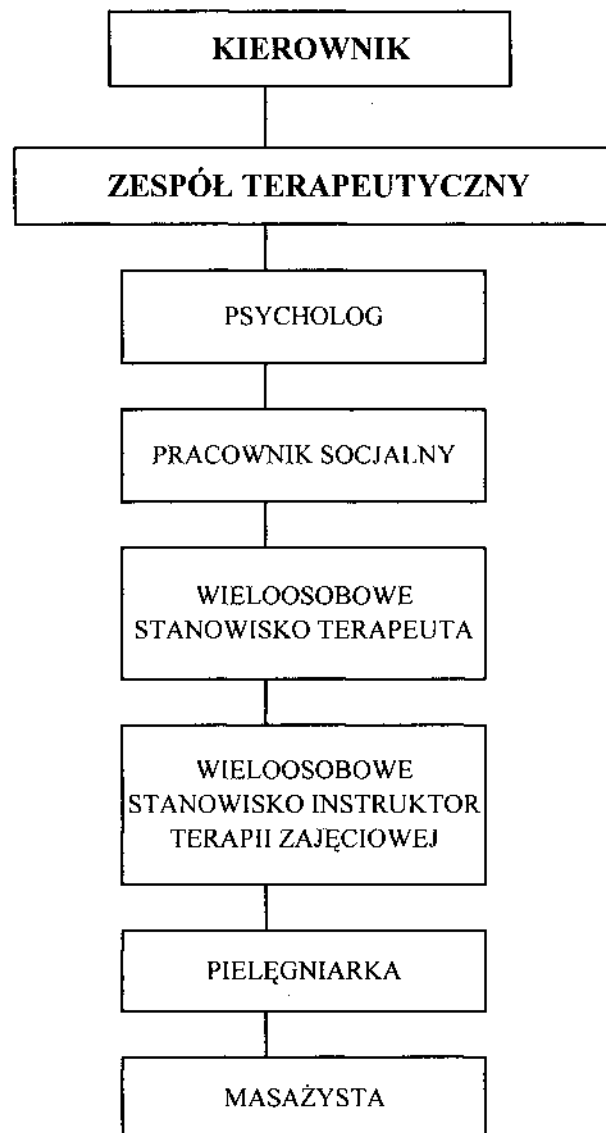 KIEROWNIK
ZESPÓŁ TERAPEUTYCZNY
PSYCHOLOG
PRACOWNIK SOCJALNY
WIELOOSOBOWE
STANOWISKO TERAPEUTA
WIELOOSOBOWE
STANOWISKO INSTRUKTOR
TERAPII ZAJĘCIOWEJ
PIELĘGNIARKA
MASAŻYSTA